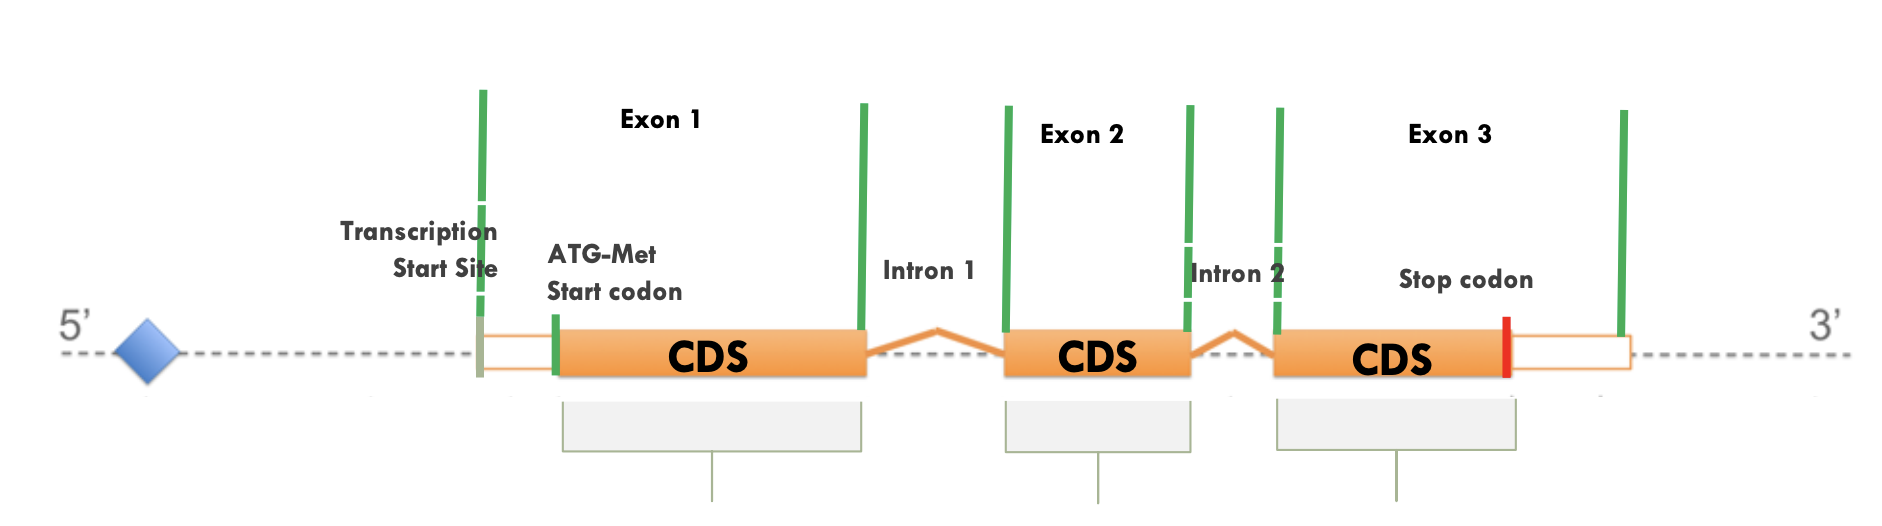 Exon 1
Exon 2
Exon 3
Transcription
Start Site
ATG-Met
Start codon
Intron 1
Intron 2
Stop codon
5’
3’
CDS
CDS
CDS